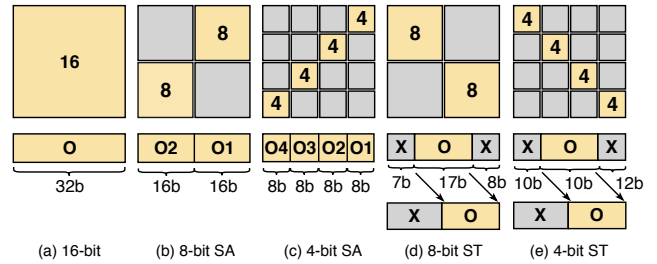 16
8
8
4
4
4
4
8
8
4
4
4
4
O
O2 O1
O4 O3 O2 O1
X O X
X O X
32b
16b 16b
8b 8b 8b 8b
7b 17b 8b
10b 10b 12b
X O
X O
(a) 16-bit
(b) 8-bit SA
(c) 4-bit SA
(d) 8-bit ST
(e) 4-bit ST